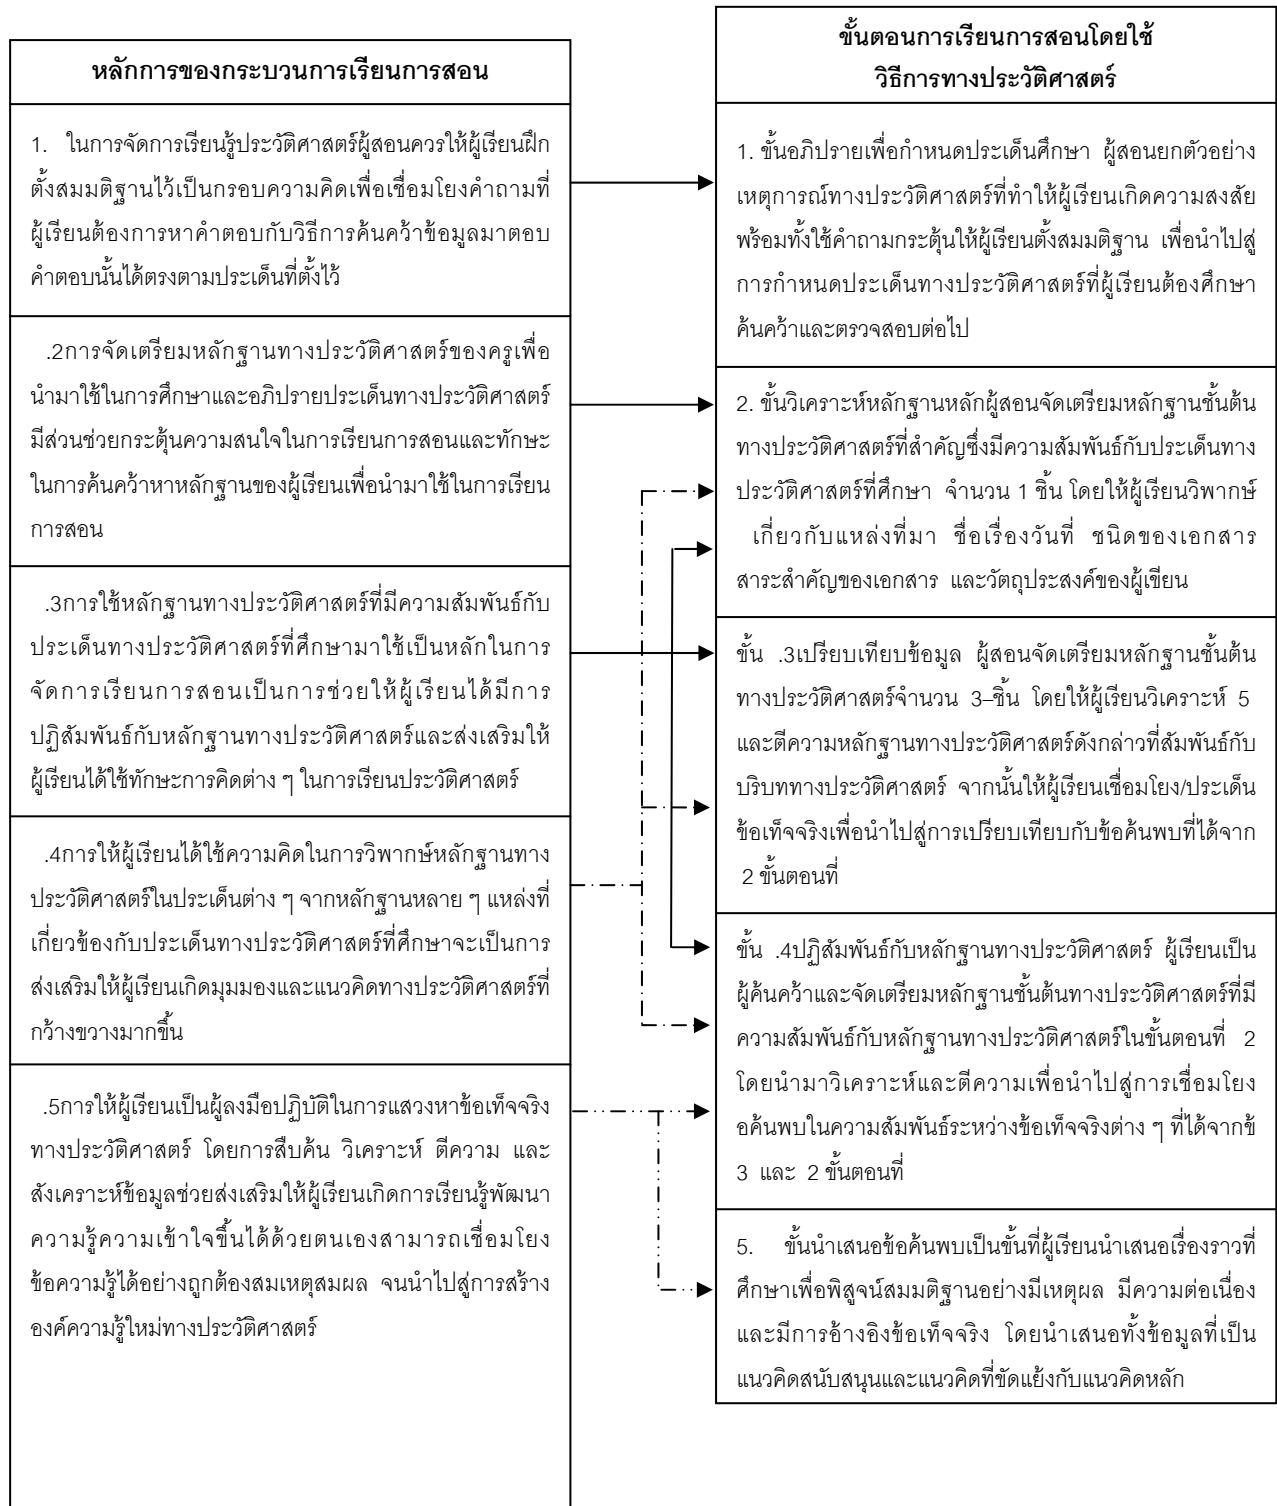 หลักการของกระบวนการเรียนการสอน
1. ในการจัดการเรียนรู้ประวัติศาสตร์ผู้สอนควรให้ผู้เรียนฝึก
ตั้งสมมติฐานไว้เป็นกรอบความคิดเพื่อเชื่อมโยงคำถามที่
ผู้เรียนต้องการหาคำตอบกับวิธีการค้นคว้าข้อมูลมาตอบ
คำตอบนั้นได้ตรงตามประเด็นที่ตั้งไว้
.2การจัดเตรียมหลักฐานทางประวัติศาสตร์ของครูเพื่อ
นำมาใช้ในการศึกษาและอภิปรายประเด็นทางประวัติศาสตร์
มีส่วนช่วยกระตุ้นความสนใจในการเรียนการสอนและทักษะ
ในการค้นคว้าหาหลักฐานของผู้เรียนเพื่อนำมาใช้ในการเรียน
การสอน
.3การใช้หลักฐานทางประวัติศาสตร์ที่มีความสัมพันธ์กับ
ประเด็นทางประวัติศาสตร์ที่ศึกษามาใช้เป็นหลักในการ
จัดการเรียนการสอนเป็นการช่วยให้ผู้เรียนได้มีการ
ปฏิสัมพันธ์กับหลักฐานทางประวัติศาสตร์และส่งเสริมให้
ผู้เรียนได้ใช้ทักษะการคิดต่าง ๆ ในการเรียนประวัติศาสตร์
.4การให้ผู้เรียนได้ใช้ความคิดในการวิพากษ์หลักฐานทาง
ประวัติศาสตร์ในประเด็นต่าง ๆ จากหลักฐานหลาย ๆ แหล่งที่
เกี่ยวข้องกับประเด็นทางประวัติศาสตร์ที่ศึกษาจะเป็นการ
ส่งเสริมให้ผู้เรียนเกิดมุมมองและแนวคิดทางประวัติศาสตร์ที่
กว้างขวางมากขึ้น
.5การให้ผู้เรียนเป็นผู้ลงมือปฏิบัติในการแสวงหาข้อเท็จจริง
ทางประวัติศาสตร์ โดยการสืบค้น วิเคราะห์ ตีความ และ
สังเคราะห์ข้อมูลช่วยส่งเสริมให้ผู้เรียนเกิดการเรียนรู้พัฒนา
ความรู้ความเข้าใจขึ้นได้ด้วยตนเองสามารถเชื่อมโยง
ข้อความรู้ได้อย่างถูกต้องสมเหตุสมผล จนนำไปสู่การสร้าง
องค์ความรู้ใหม่ทางประวัติศาสตร์
ขั้นตอนการเรียนการสอนโดยใช้
วิธีการทางประวัติศาสตร์
1. ขั้นอภิปรายเพื่อกำหนดประเด็นศึกษา ผู้สอนยกตัวอย่าง
เหตุการณ์ทางประวัติศาสตร์ที่ทำให้ผู้เรียนเกิดความสงสัย
พร้อมทั้งใช้คำถามกระตุ้นให้ผู้เรียนตั้งสมมติฐาน เพื่อนำไปสู่
การกำหนดประเด็นทางประวัติศาสตร์ที่ผู้เรียนต้องศึกษา
ค้นคว้าและตรวจสอบต่อไป
2. ขั้นวิเคราะห์หลักฐานหลักผู้สอนจัดเตรียมหลักฐานชั้นต้น
ทางประวัติศาสตร์ที่สำคัญซึ่งมีความสัมพันธ์กับประเด็นทาง
ประวัติศาสตร์ที่ศึกษา จำนวน 1 ชิ้น โดยให้ผู้เรียนวิพากษ์
เกี่ยวกับแหล่งที่มา ชื่อเรื่องวันที่ ชนิดของเอกสาร
สาระสำคัญของเอกสาร และวัตถุประสงค์ของผู้เขียน
ขั้น .3เปรียบเทียบข้อมูล ผู้สอนจัดเตรียมหลักฐานชั้นต้น
ทางประวัติศาสตร์จำนวน 3–ชิ้น โดยให้ผู้เรียนวิเคราะห์ 5
และตีความหลักฐานทางประวัติศาสตร์ดังกล่าวที่สัมพันธ์กับ
บริบททางประวัติศาสตร์ จากนั้นให้ผู้เรียนเชื่อมโยง/ประเด็น
ข้อเท็จจริงเพื่อนำไปสู่การเปรียบเทียบกับข้อค้นพบที่ได้จาก
2 ขั้นตอนที่
ขั้น .4ปฏิสัมพันธ์กับหลักฐานทางประวัติศาสตร์ ผู้เรียนเป็น
ผู้ค้นคว้าและจัดเตรียมหลักฐานชั้นต้นทางประวัติศาสตร์ที่มี
ความสัมพันธ์กับหลักฐานทางประวัติศาสตร์ในขั้นตอนที่ 2
โดยนำมาวิเคราะห์และตีความเพื่อนำไปสู่การเชื่อมโยง
อค้นพบในความสัมพันธ์ระหว่างข้อเท็จจริงต่าง ๆ ที่ได้จากข้
3 และ 2 ขั้นตอนที่
5. ขั้นนำเสนอข้อค้นพบเป็นขั้นที่ผู้เรียนนำเสนอเรื่องราวที่
ศึกษาเพื่อพิสูจน์สมมติฐานอย่างมีเหตุผล มีความต่อเนื่อง
และมีการอ้างอิงข้อเท็จจริง โดยนำเสนอทั้งข้อมูลที่เป็น
แนวคิดสนับสนุนและแนวคิดที่ขัดแย้งกับแนวคิดหลัก